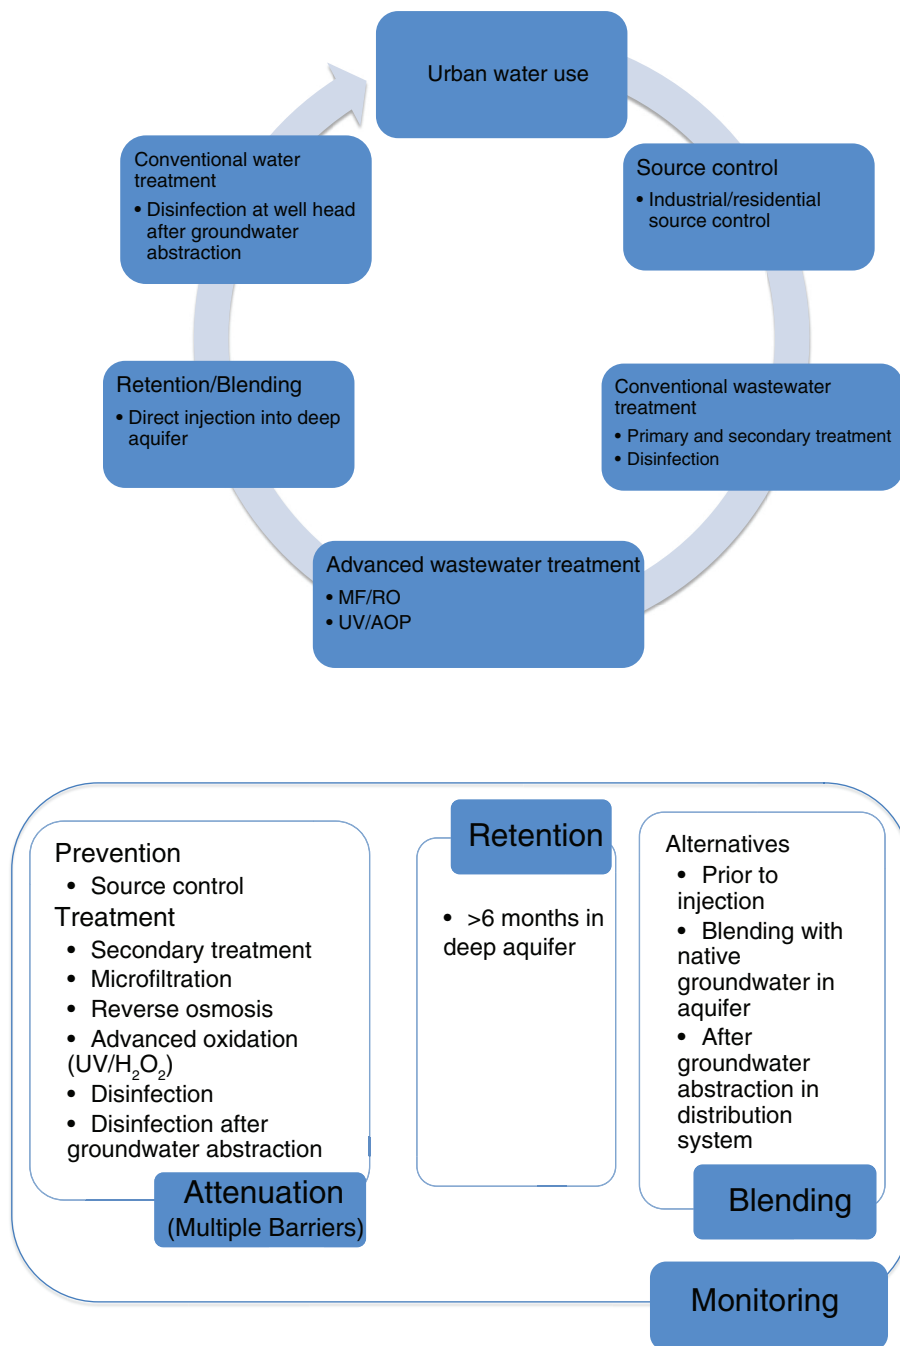 Urban water use
Source control
• Industrial/residential
source control
Conventional wastewater
treatment
• Primary and secondary treatment
• Disinfection
Advanced wastewater treatment
• MF/RO
• UV/AOP
Retention/Blending
• Direct injection into deep
aquifer
Conventional water
treatment
• Disinfection at well head
after groundwater
abstraction
Prevention
• Source control
Treatment
• Secondary treatment
• Microfiltration
• Reverse osmosis
• Advanced oxidation
(UV/H₂O₂)
• Disinfection
• Disinfection after
groundwater abstraction
Attenuation
(Multiple Barriers)
Retention
• >6 months in
deep aquifer
Alternatives
• Prior to
injection
• Blending with
native
groundwater in
aquifer
• After
groundwater
abstraction in
distribution
system
Blending
Monitoring